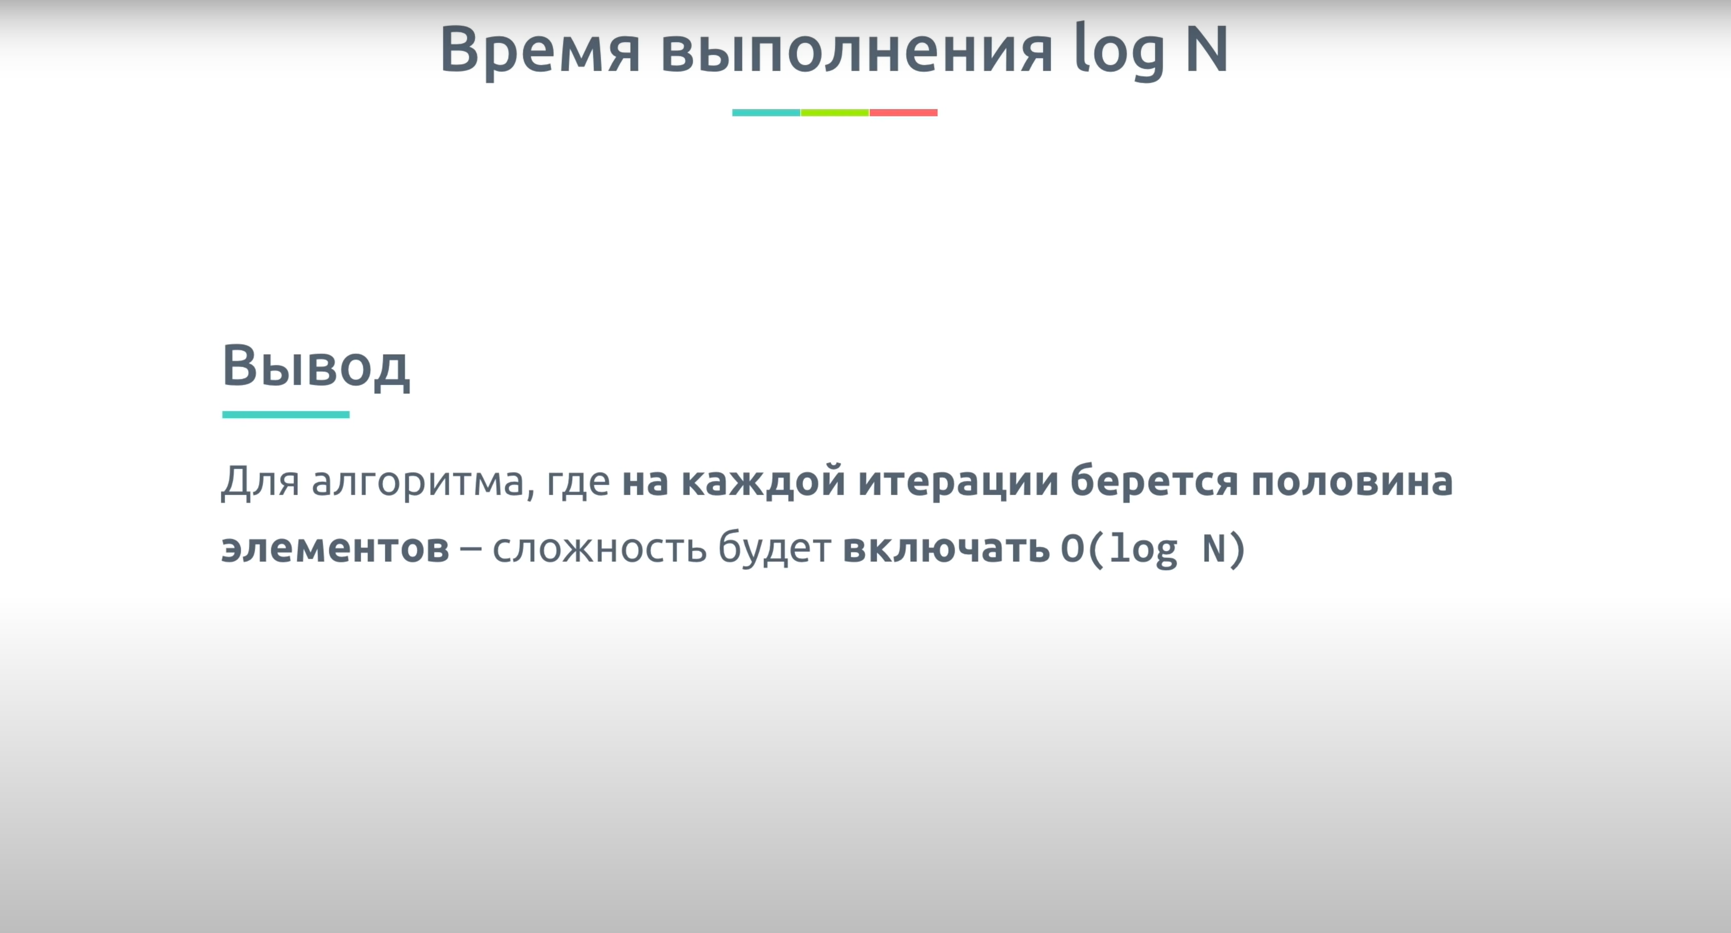 Время выполнения log N
Вывод
Для алгоритма, где на каждой итерации берется половина
элементов – сложность будет включать O(log N)